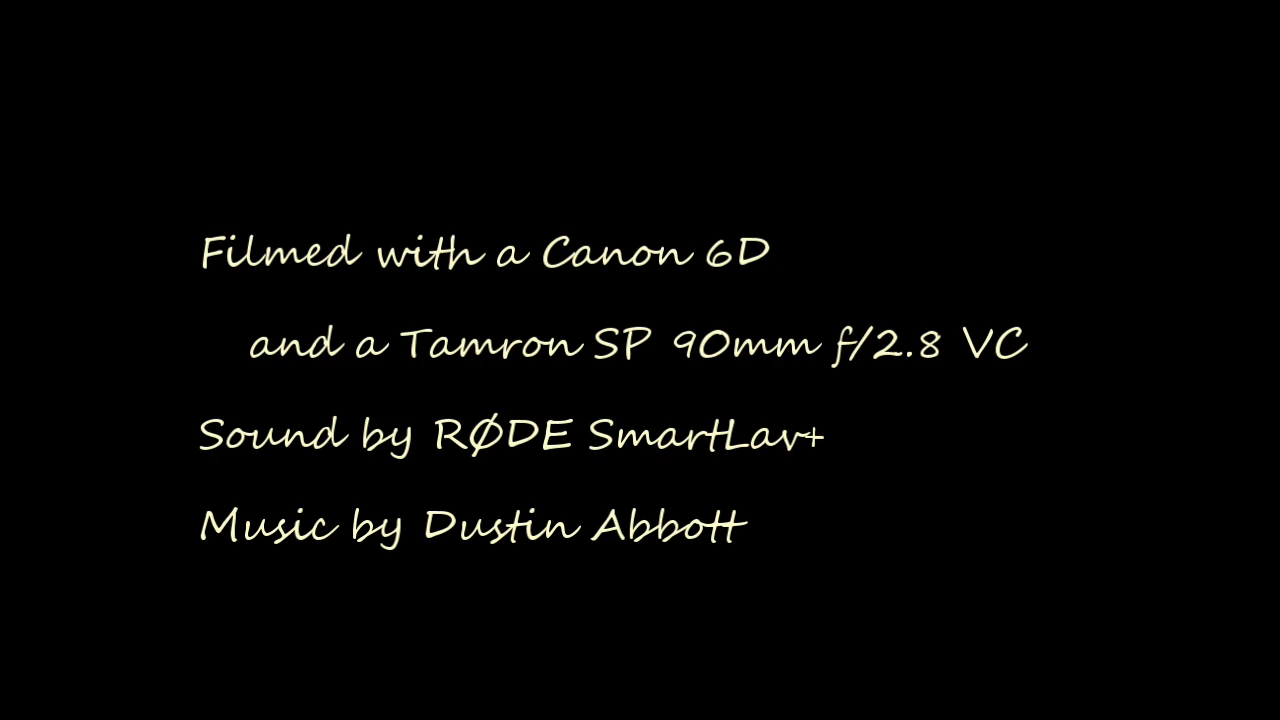 Filmed with a Canon 6D
and a Tamron SP 90mm f/2.8 VC
Sound by RØDE SmartLav+
Music by Dustin Abbott